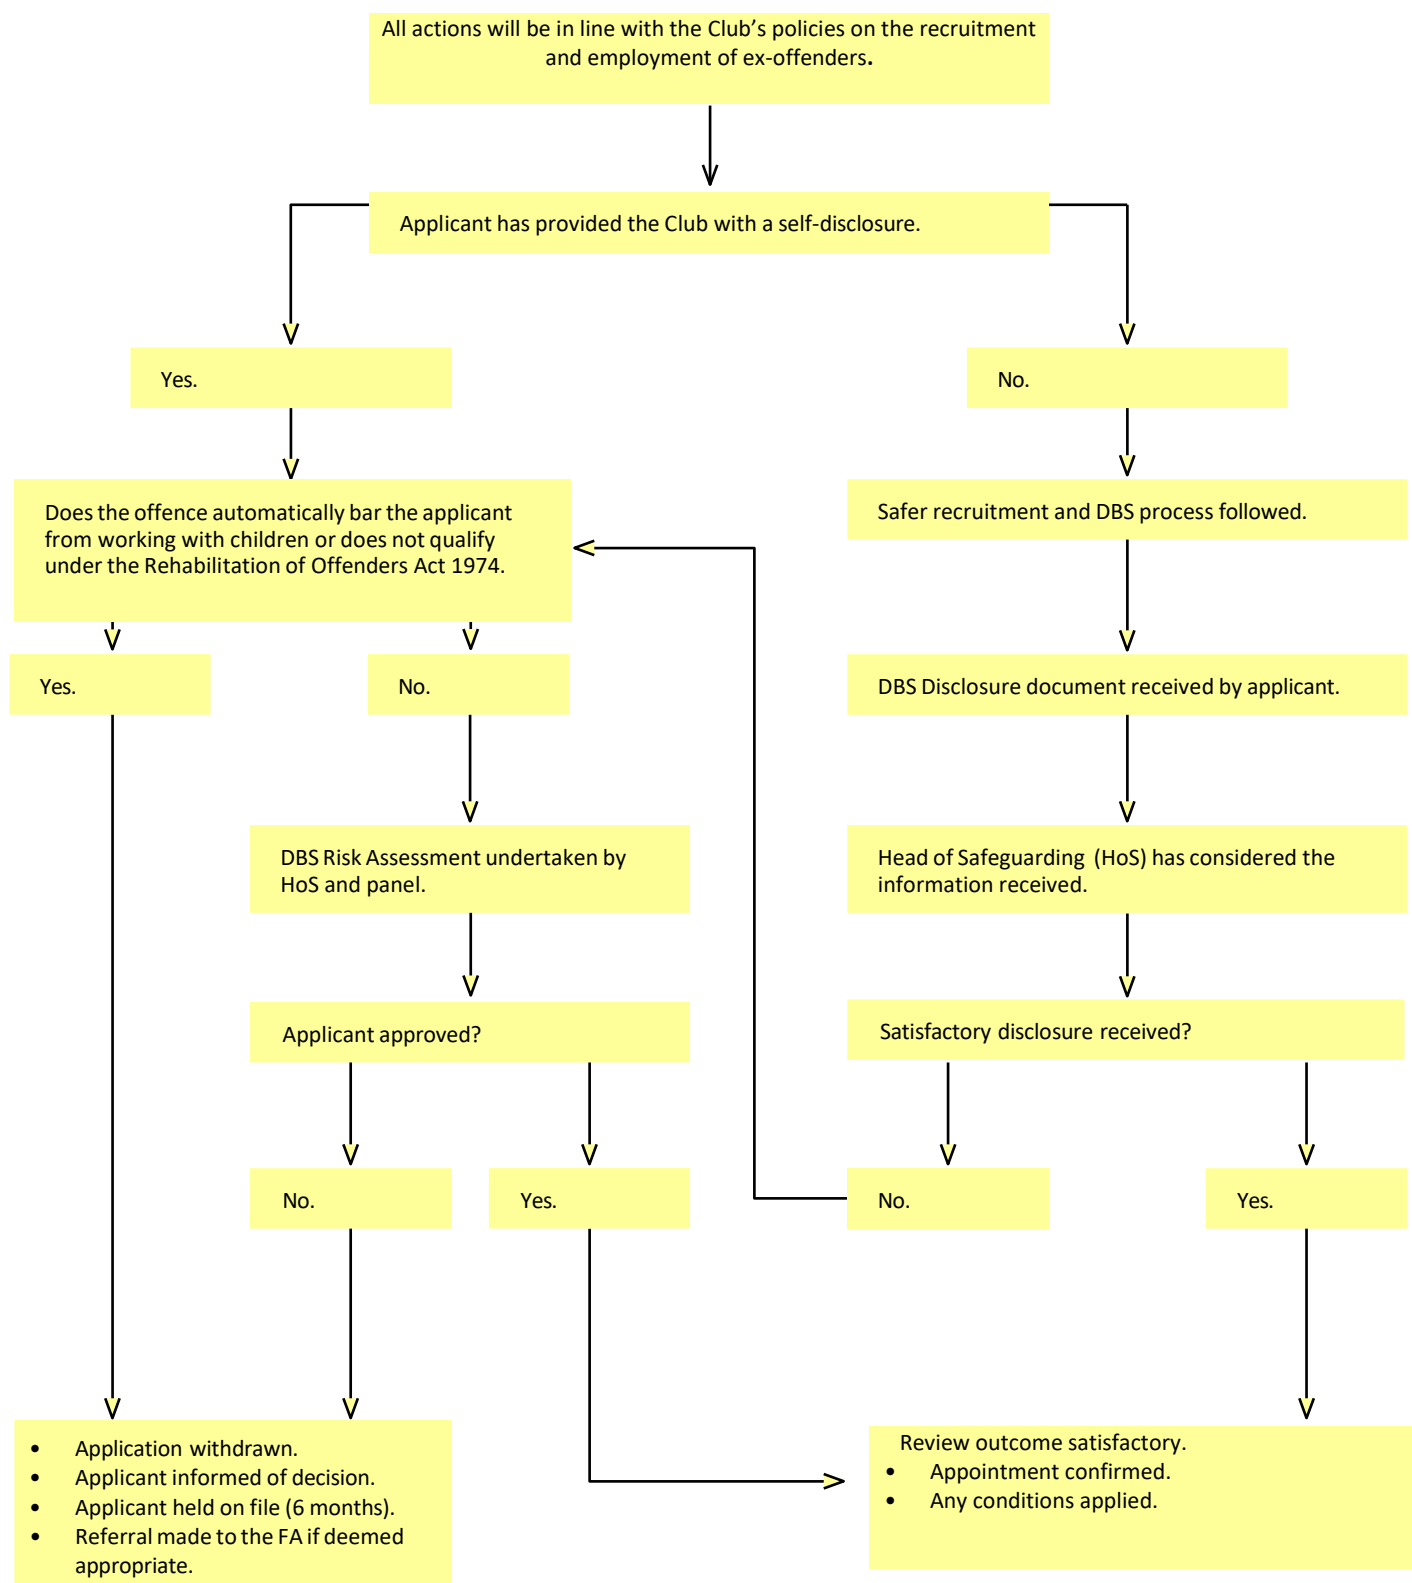 All actions will be in line with the Club’s policies on the recruitment
and employment of ex-offenders.
Applicant has provided the Club with a self-disclosure.
Yes.
No.
Does the offence automatically bar the applicant
from working with children or does not qualify
under the Rehabilitation of Offenders Act 1974.
Safer recruitment and DBS process followed.
Yes.
No.
DBS Disclosure document received by applicant.
DBS Risk Assessment undertaken by
HoS and panel.
Head of Safeguarding (HoS) has considered the
information received.
Applicant approved?
Satisfactory disclosure received?
No.
Yes.
No.
Yes.
• Application withdrawn.
• Applicant informed of decision.
• Applicant held on file (6 months).
• Referral made to the FA if deemed
appropriate.
Review outcome satisfactory.
• Appointment confirmed.
• Any conditions applied.